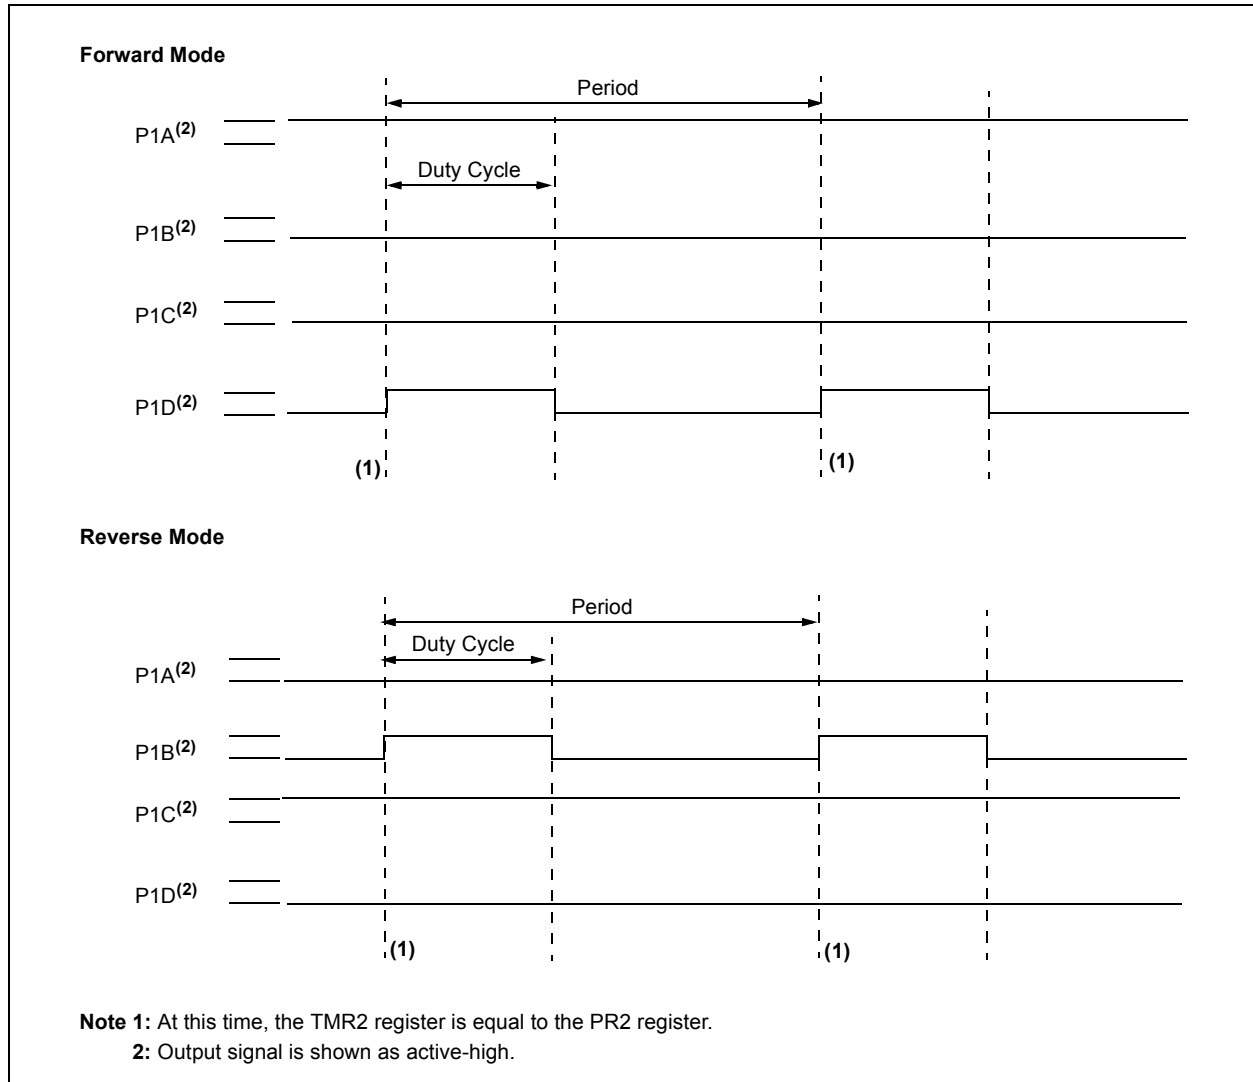 Forward Mode
Period
P1A(2)
Duty Cycle
P1B(2)
P1C(2)
P1D(2)
(1)
(1)
Reverse Mode
Period
Duty Cycle
P1A(2)
P1B(2)
P1C(2)
P1D(2)
(1)
(1)
Note 1: At this time, the TMR2 register is equal to the PR2 register.
2: Output signal is shown as active-high.